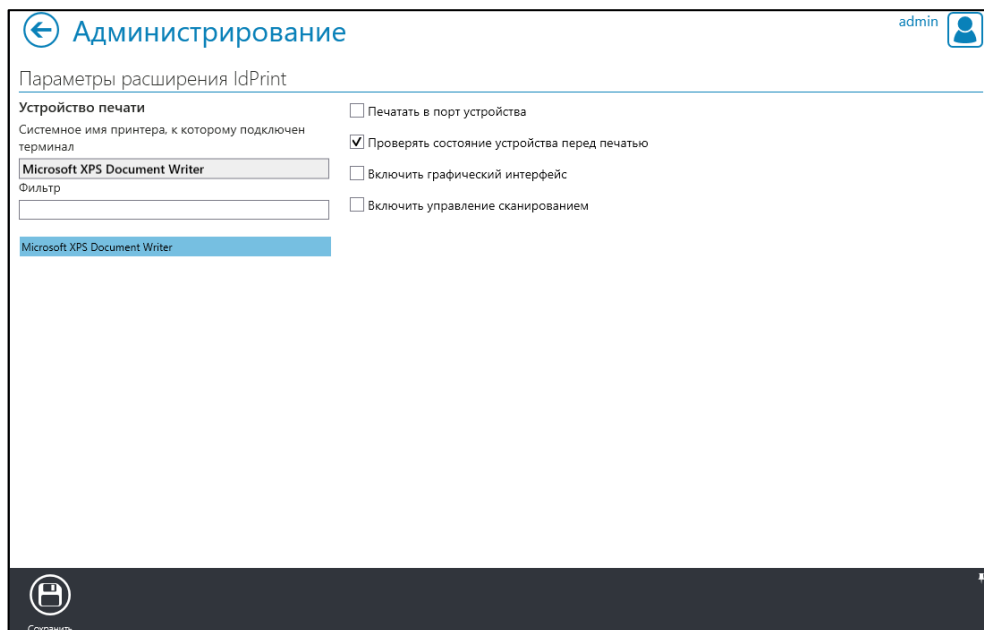 Администрирование
admin
Параметры расширения IdPrint
Устройство печати
Системное имя принтера, к которому подключен
терминал
Microsoft XPS Document Writer
Фильтр
Microsoft XPS Document Writer
Печатать в порт устройства
Проверять состояние устройства перед печатью
Включить графический интерфейс
Включить управление сканированием
Сохранить